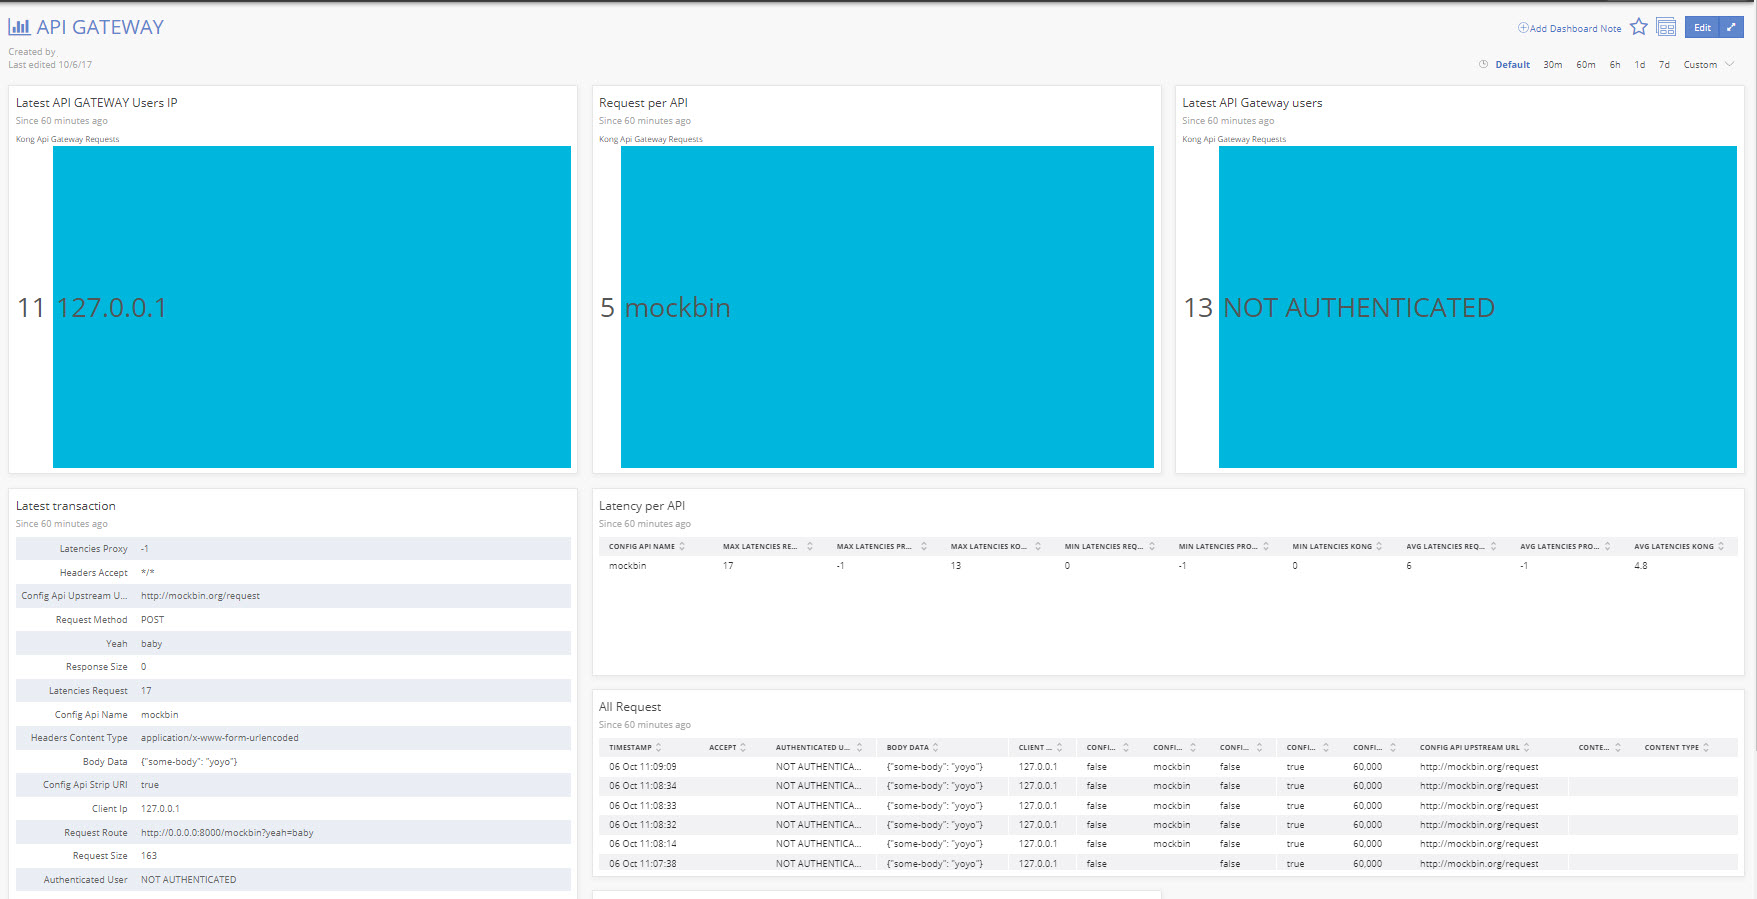 API GATEWAY
Add Dashboard Note
Edit
Created by
Last edited 10/6/17
Default 30m 60m 6h 1d 7d Custom
Latest API GATEWAY Users IP
Since 60 minutes ago
Kong Api Gateway Requests
11 127.0.0.1
Request per API
Since 60 minutes ago
Kong Api Gateway Requests
5 mockbin
Latest API Gateway users
Since 60 minutes ago
Kong Api Gateway Requests
13 NOT AUTHENTICATED
Latest transaction
Since 60 minutes ago
Latencies Proxy -1
Headers Accept */*
Config Api Upstream U... http://mockbin.org/request
Request Method POST
Yeah baby
Response Size 0
Latencies Request 17
Config Api Name mockbin
Headers Content Type application/x-www-form-urlencoded
Body Data {"some-body": "yoyo"}
Config Api Strip URI true
Client Ip 127.0.0.1
Request Route http://0.0.0.0:8000/mockbin?yeah=baby
Request Size 163
Authenticated User NOT AUTHENTICATED
Latency per API
Since 60 minutes ago
CONFIG API NAME MAX LATENCIES RE... MAX LATENCIES PR... MAX LATENCIES KO... MIN LATENCIES REQ... MIN LATENCIES PRO... MIN LATENCIES KONG AVG LATENCIES REQ... AVG LATENCIES PRO... AVG LATENCIES KONG
mockbin 17 -1 13 0 -1 0 6 -1 4.8
All Request
Since 60 minutes ago
TIMESTAMP ACCEPT AUTHENTICATED U... BODY DATA CLIENT ... CONFI... CONFI... CONFI... CONFI... CONFI... CONFIG API UPSTREAM URL CONTE... CONTENT TYPE
06 Oct 11:09:09 NOT AUTHENTICA... {"some-body": "yoyo"} 127.0.0.1 false mockbin false true 60,000 http://mockbin.org/request
06 Oct 11:08:34 NOT AUTHENTICA... {"some-body": "yoyo"} 127.0.0.1 false mockbin false true 60,000 http://mockbin.org/request
06 Oct 11:08:33 NOT AUTHENTICA... {"some-body": "yoyo"} 127.0.0.1 false mockbin false true 60,000 http://mockbin.org/request
06 Oct 11:08:32 NOT AUTHENTICA... {"some-body": "yoyo"} 127.0.0.1 false mockbin false true 60,000 http://mockbin.org/request
06 Oct 11:08:14 NOT AUTHENTICA... {"some-body": "yoyo"} 127.0.0.1 false mockbin false true 60,000 http://mockbin.org/request
06 Oct 11:07:38 NOT AUTHENTICA... {"some-body": "yoyo"} 127.0.0.1 false false true 60,000 http://mockbin.org/request